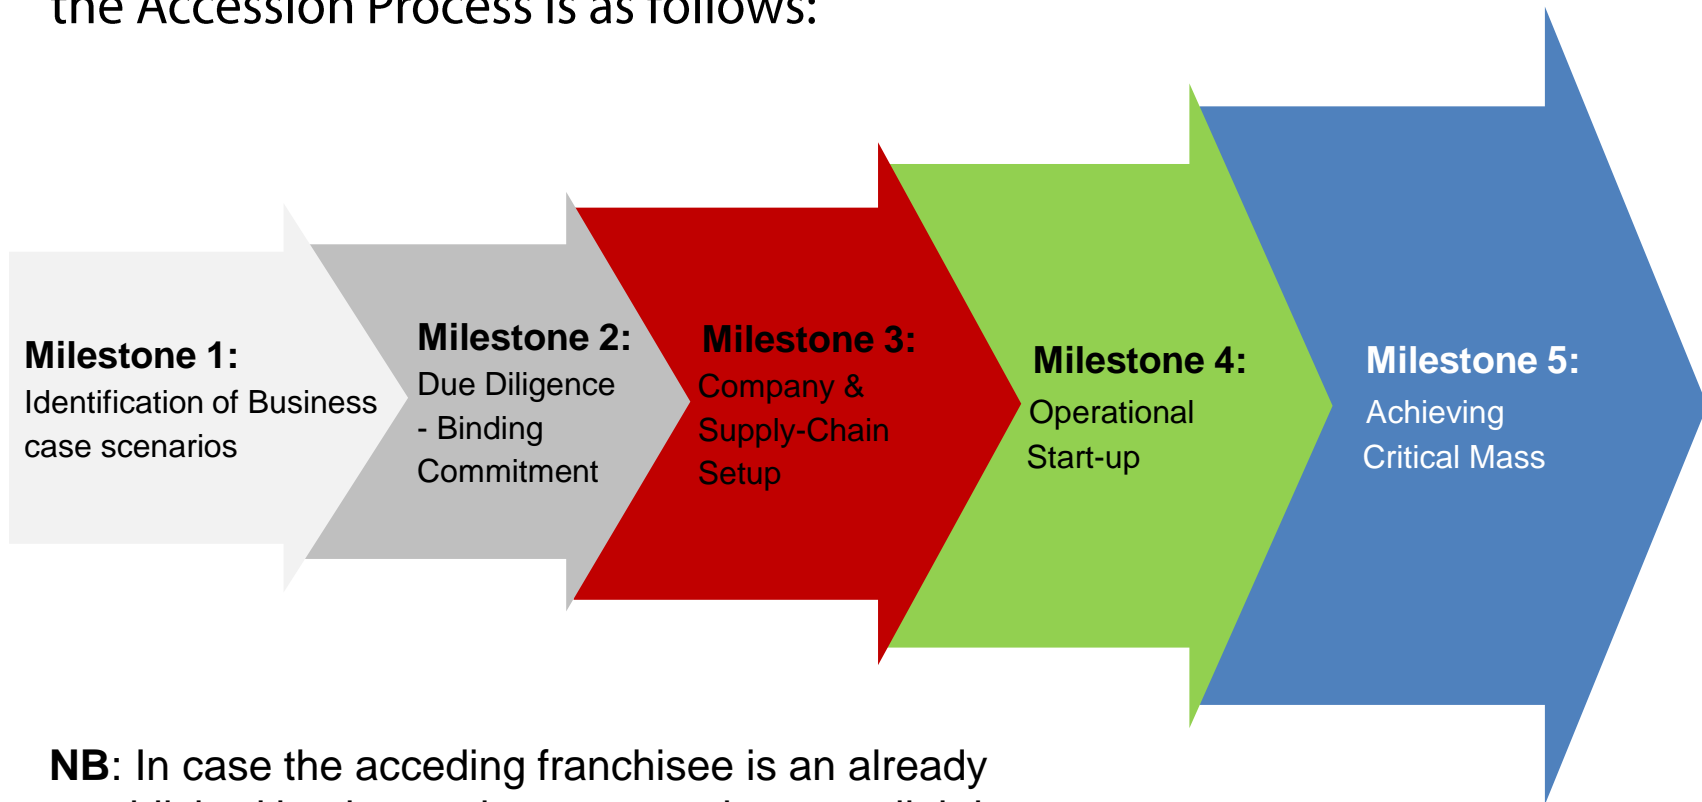 the Accession Process is as follows:
Milestone 1:
Identification of Business
case scenarios
Milestone 2:
Due Diligence
- Binding
Commitment
Milestone 3:
Company &
Supply-Chain
Setup
Milestone 4:
Operational
Start-up
Milestone 5:
Achieving
Critical Mass
NB: In case the acceding franchisee is an already